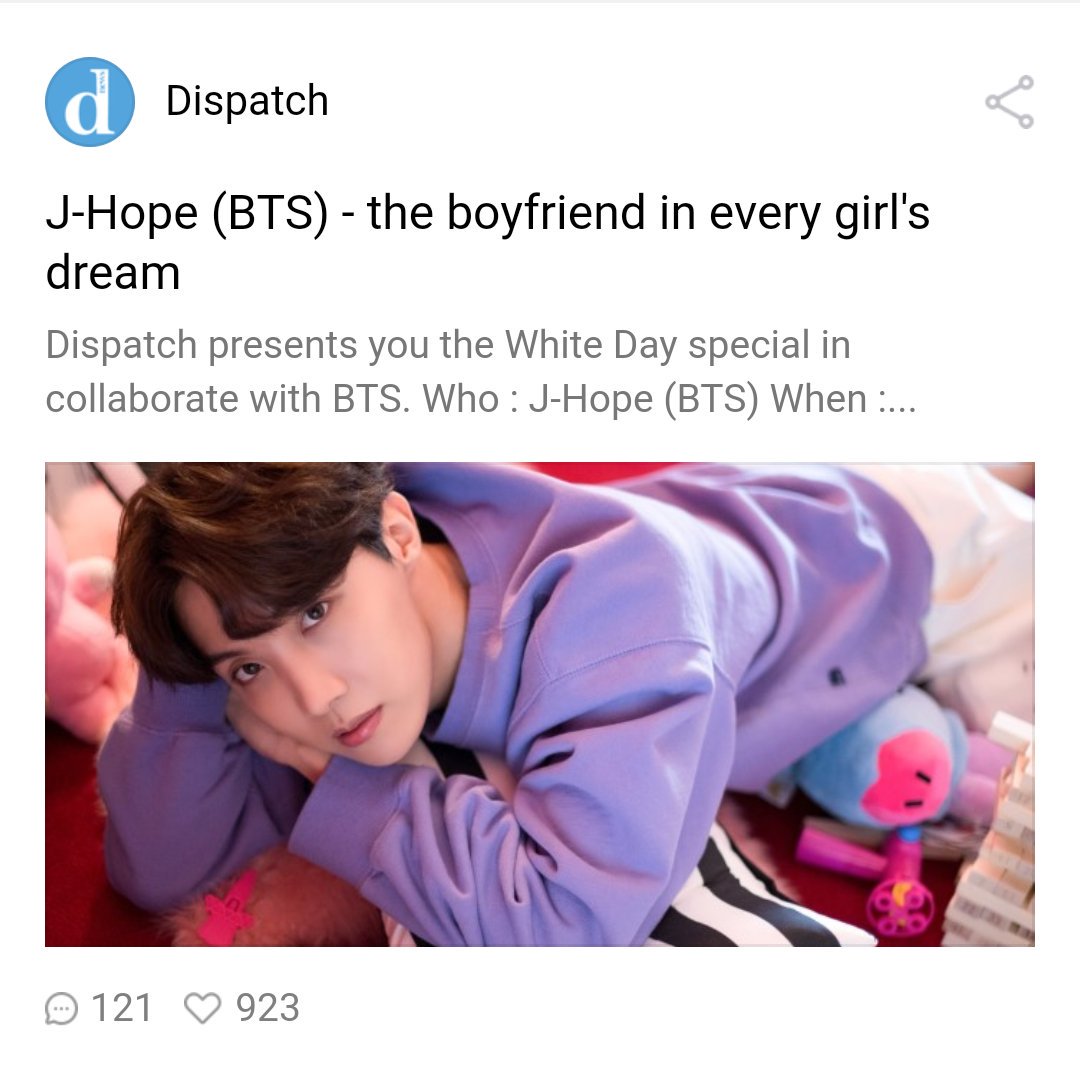 d
news
Dispatch
J-Hope (BTS) - the boyfriend in every girl's
dream
Dispatch presents you the White Day special in
collaborate with BTS. Who : J-Hope (BTS) When :...
121
923